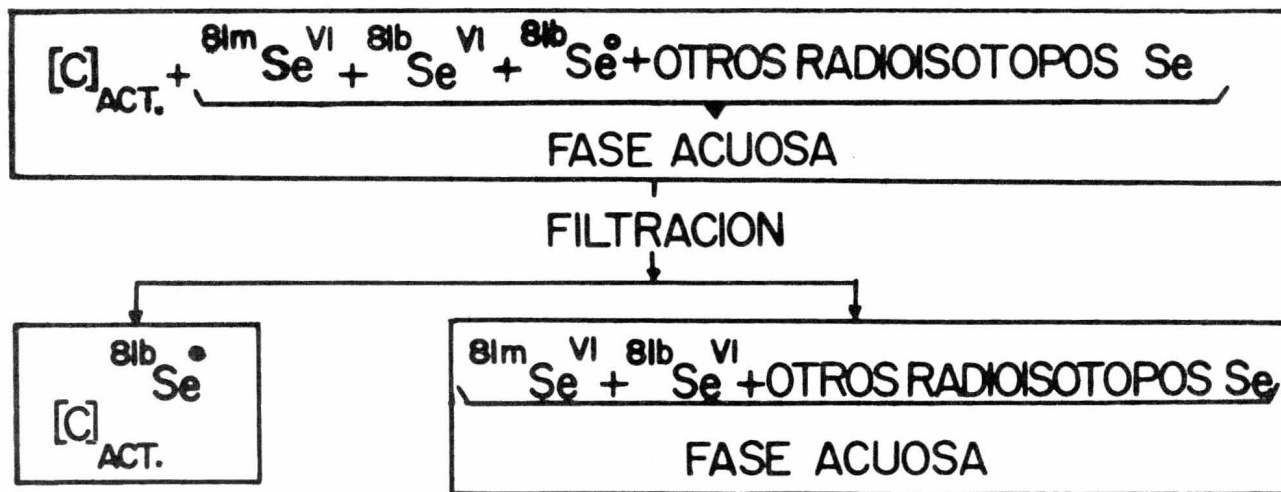 [C]ACT. + 81mSeVI + 81bSeVI + 81bSe• + OTROS RADIOISOTOPOS Se
FASE ACUOSA
FILTRACION
81bSe•
[C]ACT.
81mSeVI + 81bSeVI + OTROS RADIOISOTOPOS Se
FASE ACUOSA